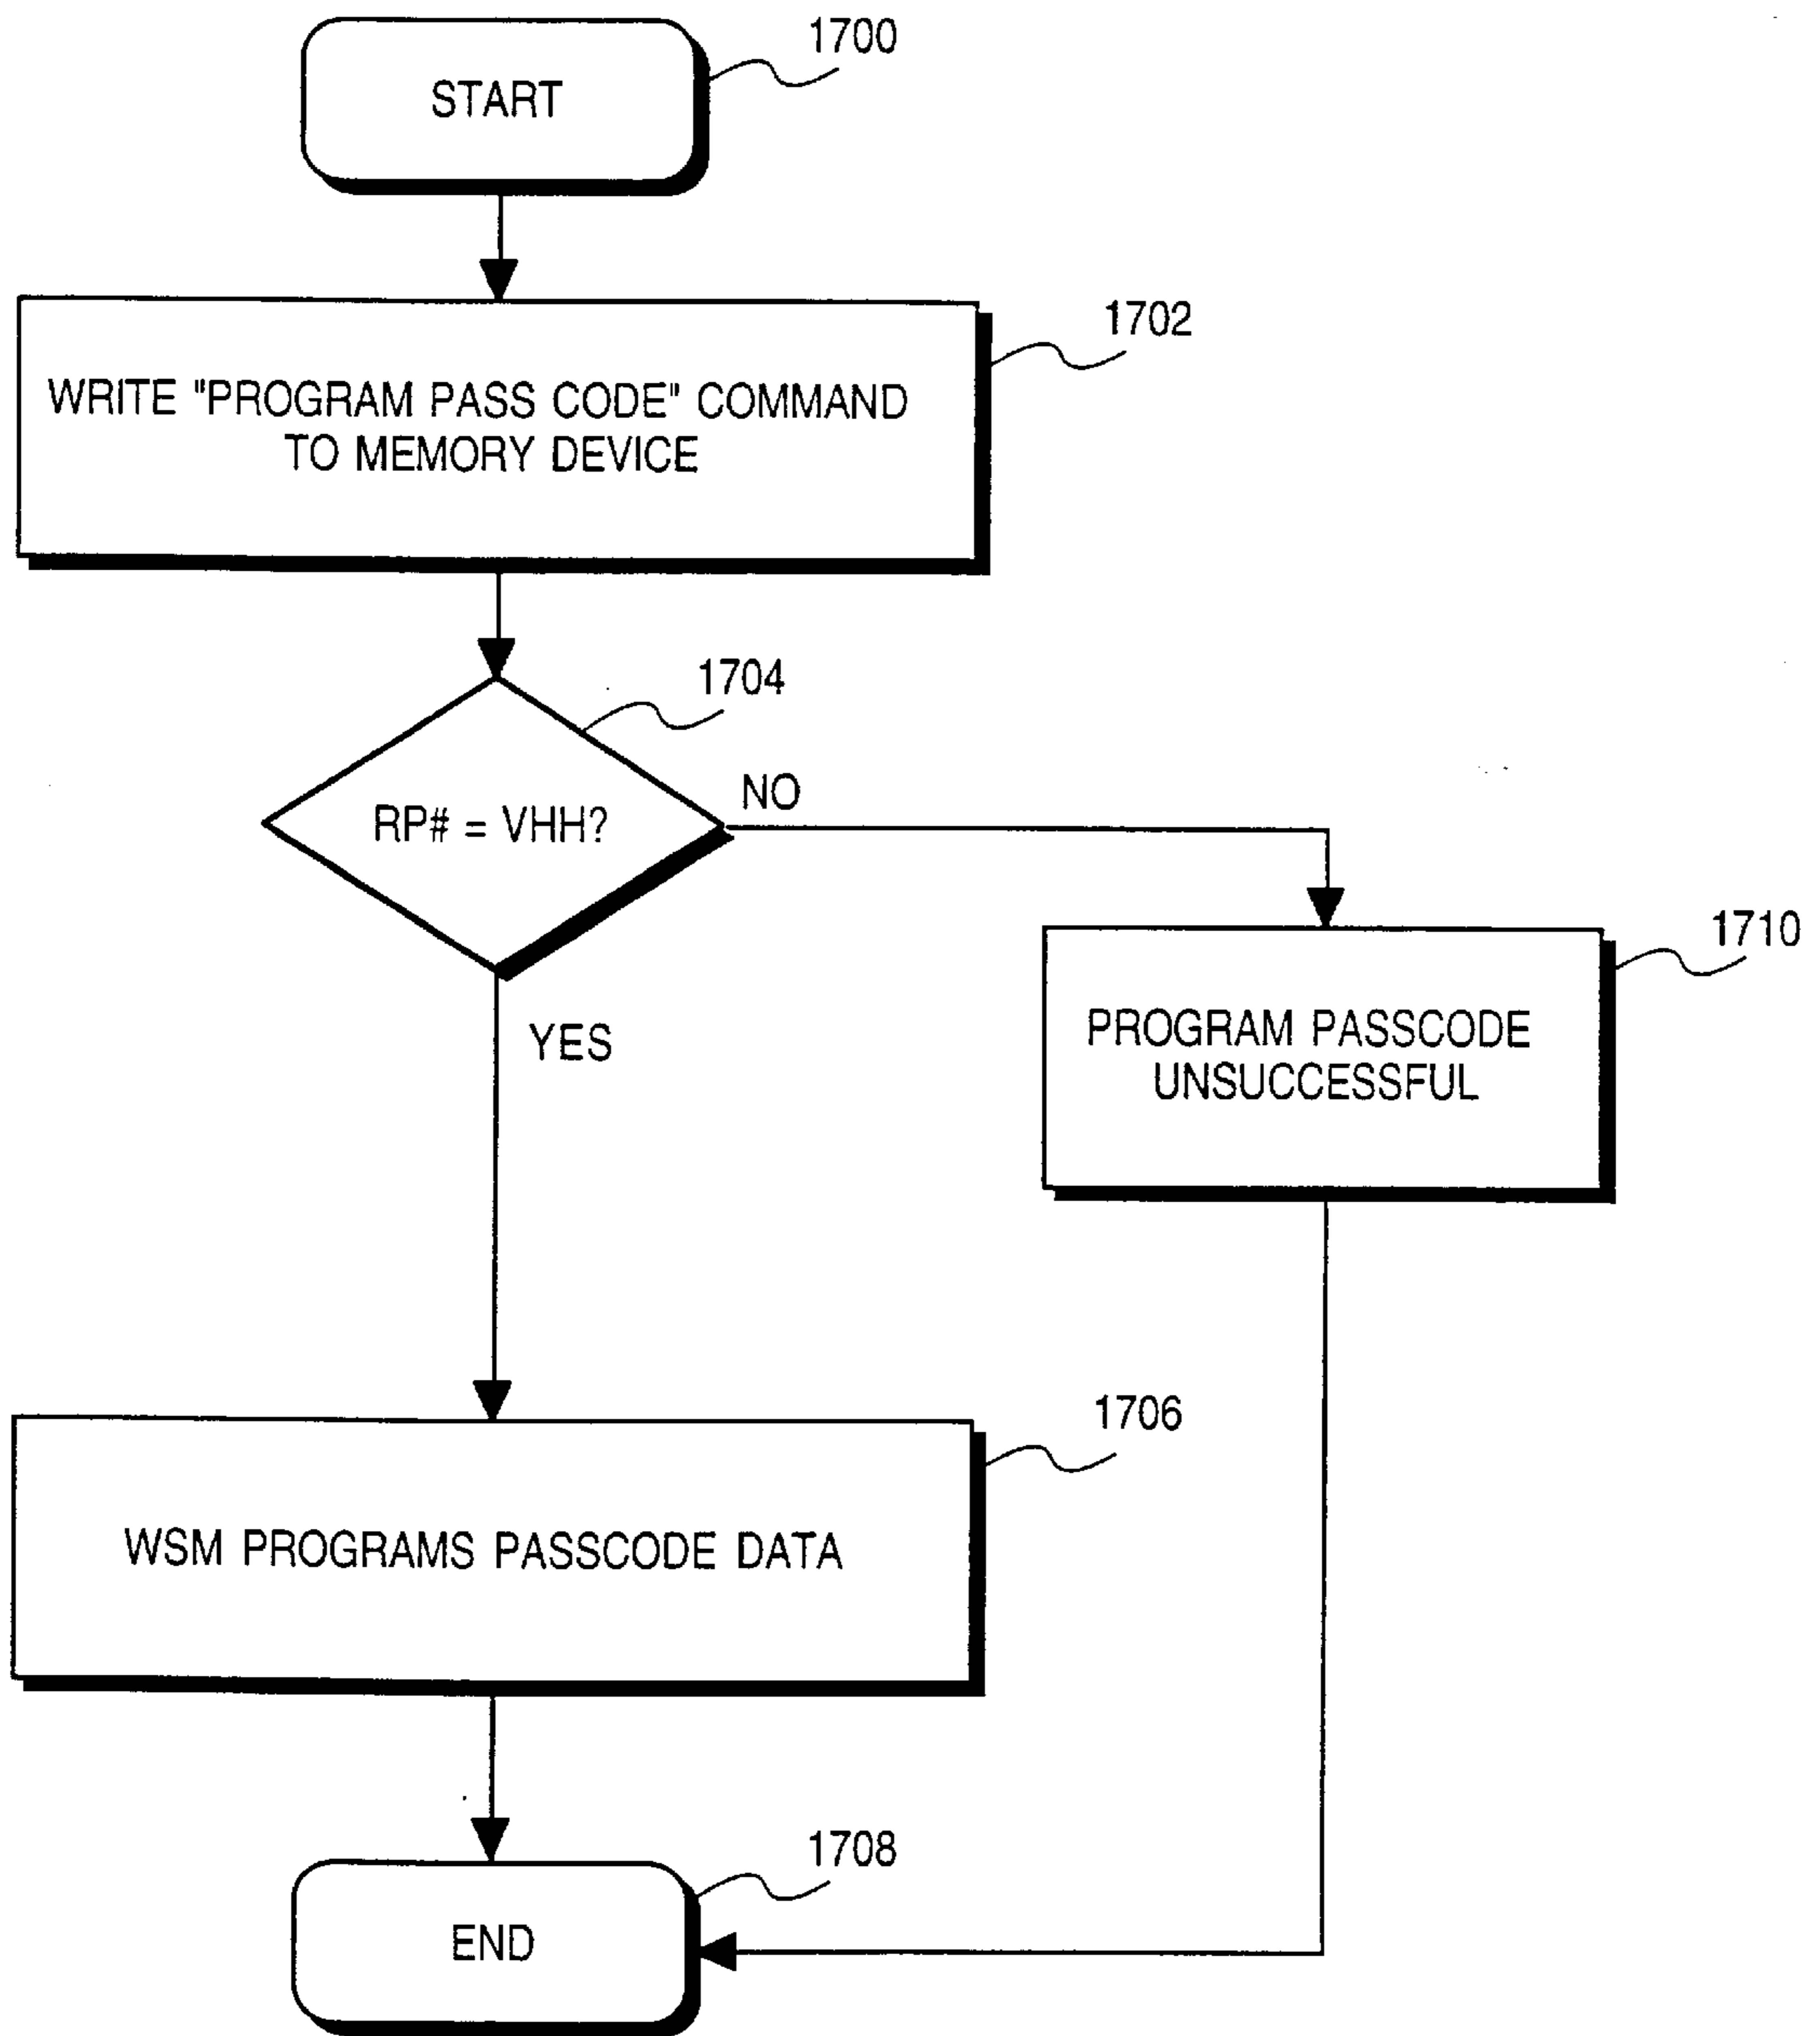 1700
START
1702
WRITE "PROGRAM PASS CODE" COMMAND
TO MEMORY DEVICE
1704
RP# = VHH?
NO
YES
1710
PROGRAM PASSCODE
UNSUCCESSFUL
1706
WSM PROGRAMS PASSCODE DATA
1708
END